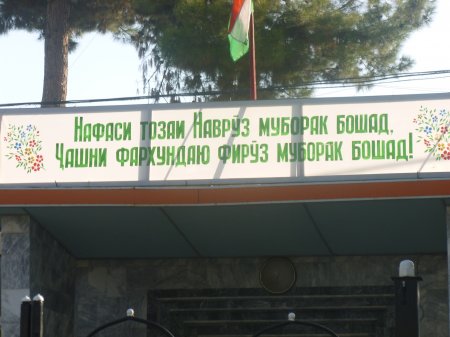 Нафаси тозаи Наврӯз муборак бошад,
Ҷашни фархундаю фирӯз муборак бошад!